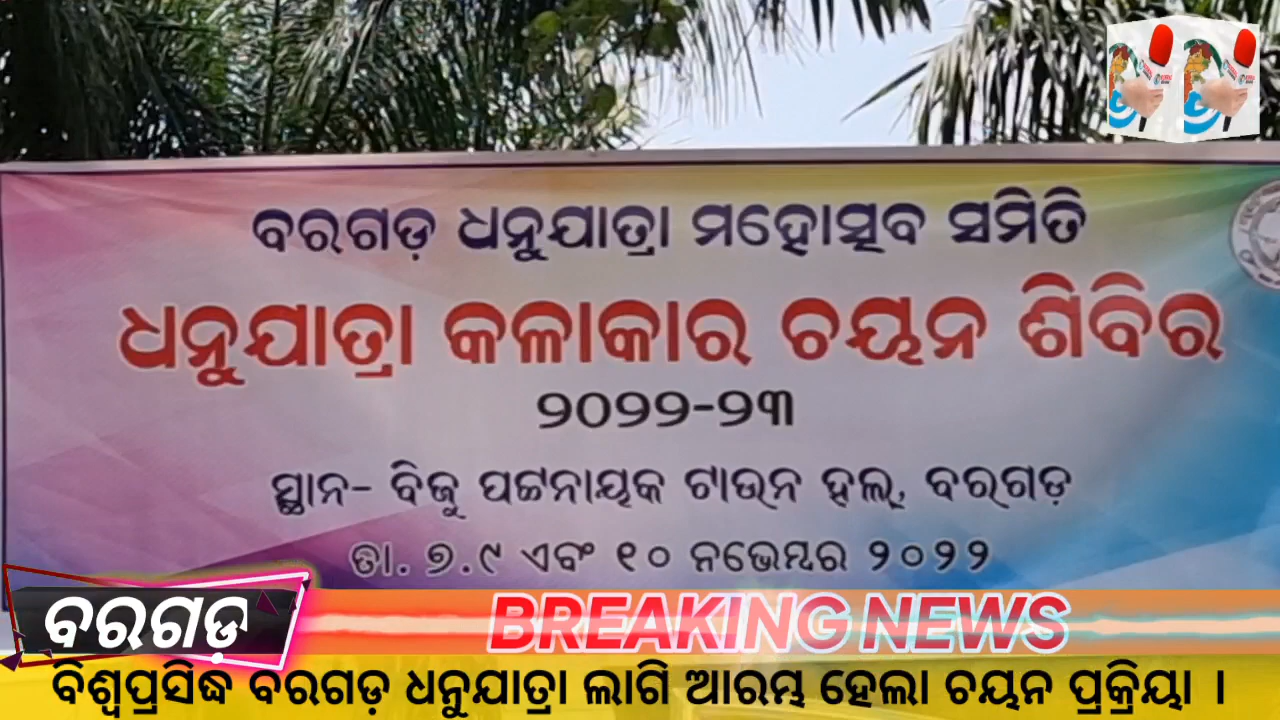 ବରଗଡ଼ ଧନୁଯାତ୍ରା ମହୋତ୍ସବ ସମିତି
ଧନୁଯାତ୍ରା କଳାକାର ଚୟନ ଶିବିର
୨୦୨୨-୨୩
ସ୍ଥାନ- ବିଜୁ ପଟ୍ଟନାୟକ ଟାଉନ ହଲ୍, ବରଗଡ଼
ତା. ୭.୯ ଏବଂ ୧୦ ନଭେମ୍ବର ୨୦୨୨
ବରଗଡ଼
BREAKING NEWS
ବିଶ୍ୱପ୍ରସିଦ୍ଧ ବରଗଡ଼ ଧନୁଯାତ୍ରା ଲାଗି ଆରମ୍ଭ ହେଲା ଚୟନ ପ୍ରକ୍ରିୟା ।